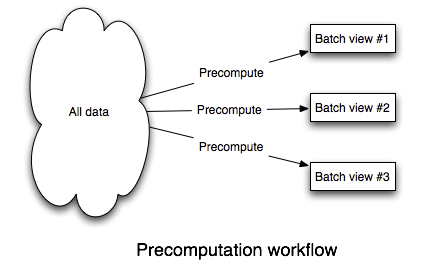 All data
Precompute
Batch view #1
Precompute
Batch view #2
Precompute
Batch view #3
Precomputation workflow